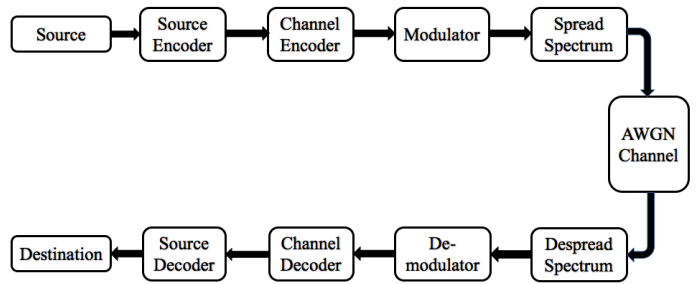 Source
Source
Encoder
Channel
Encoder
Modulator
Spread
Spectrum
AWGN
Channel
Destination
Source
Decoder
Channel
Decoder
De-
modulator
Despread
Spectrum